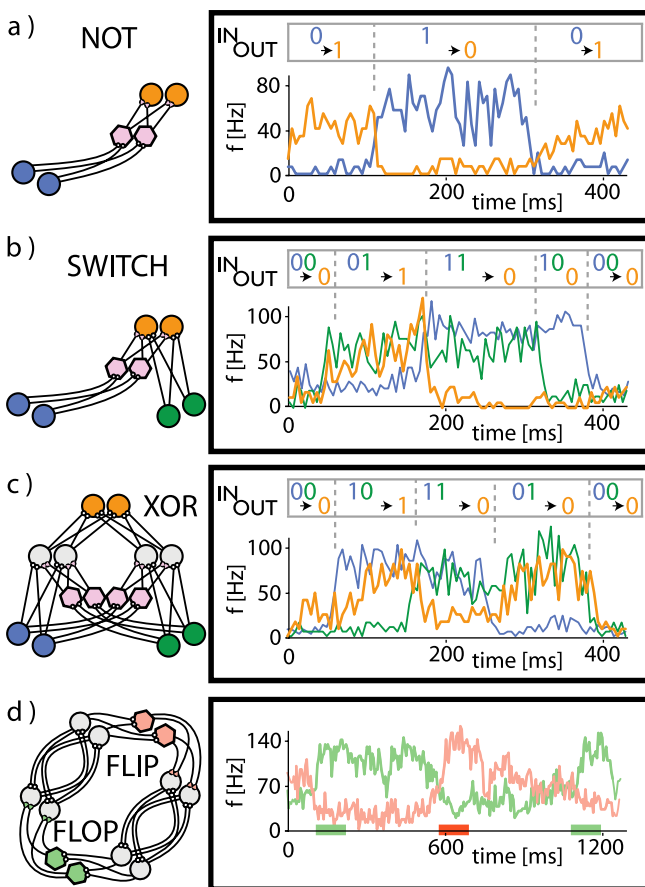 a) NOT
IN 0 1 0
OUT 1 0 1
f [Hz]
80
40
0
0 200 400
time [ms]
b) SWITCH
IN 00 01 11 10 00
OUT 0 1 0 0 0
f [Hz]
100
50
0
0 200 400
time [ms]
c) XOR
IN 00 10 11 01 00
OUT 0 1 0 0 0
f [Hz]
100
50
0
0 200 400
time [ms]
d)
FLIP
FLOP
f [Hz]
140
70
0
0 600 1200
time [ms]